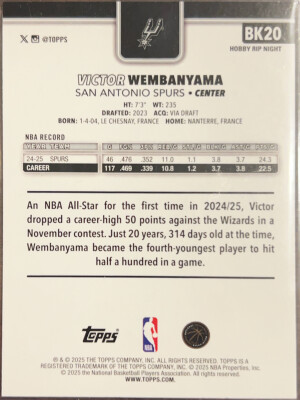 BK20
HOBBY RIP NIGHT
@TOPPS
VICTOR WEMBANYAMA
SAN ANTONIO SPURS • CENTER
HT: 7'3" WT: 235
DRAFTED: 2023 ACQ: VIA DRAFT
BORN: 1-4-04, LE CHESNAY, FRANCE HOME: NANTERRE, FRANCE
NBA RECORD
YEAR TEAM G PCT
24-25 SPURS 46 .476 .352 11.0 1.1 3.8 3.7 24.3
CAREER 117 .469 .339 10.8 1.2 3.7 3.8 22.5
An NBA All-Star for the first time in 2024/25, Victor
dropped a career-high 50 points against the Wizards in a
November contest. Just 20 years, 314 days old at the time,
Wembanyama became the fourth-youngest player to
hit half a hundred in a game.
Topps
NBA
® & © 2025 THE TOPPS COMPANY, INC. ALL RIGHTS RESERVED. TOPPS IS A
REGISTERED TRADEMARK OF THE TOPPS COMPANY, INC. © 2025 NBA Properties, Inc.
© 2025 the National Basketball Players Association. All rights reserved.
WWW.TOPPS.COM